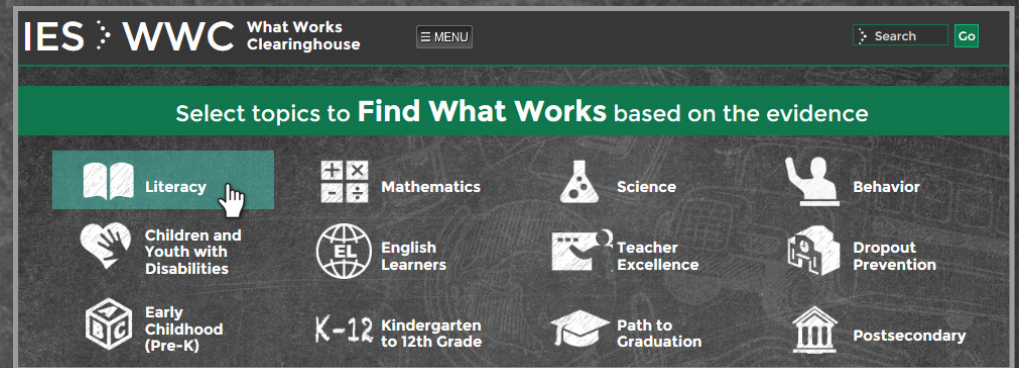 IES WWC What Works Clearinghouse
☰ MENU
Search
Go
Select topics to Find What Works based on the evidence
Literacy
+ × - ÷
Mathematics
Science
Behavior
Children and
Youth with
Disabilities
EL
English
Learners
Teacher
Excellence
Dropout
Prevention
A B C
Early
Childhood
(Pre-K)
K-12
Kindergarten
to 12th Grade
Path to
Graduation
Postsecondary